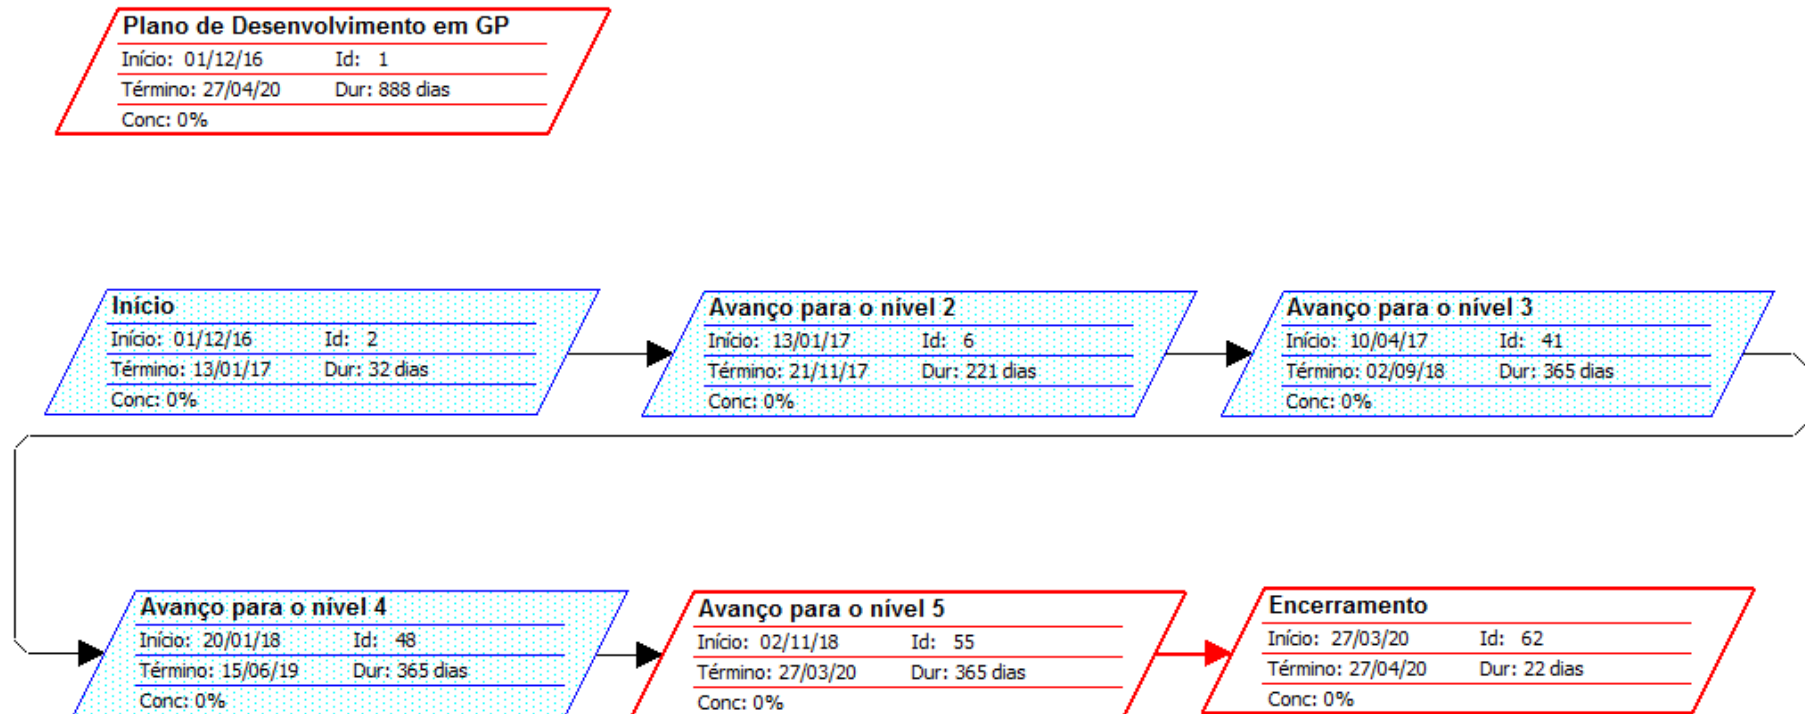 Plano de Desenvolvimento em GP
Início: 01/12/16 Id: 1
Término: 27/04/20 Dur: 888 dias
Conc: 0%
Início
Início: 01/12/16 Id: 2
Término: 13/01/17 Dur: 32 dias
Conc: 0%
Avanço para o nível 2
Início: 13/01/17 Id: 6
Término: 21/11/17 Dur: 221 dias
Conc: 0%
Avanço para o nível 3
Início: 10/04/17 Id: 41
Término: 02/09/18 Dur: 365 dias
Conc: 0%
Avanço para o nível 4
Início: 20/01/18 Id: 48
Término: 15/06/19 Dur: 365 dias
Conc: 0%
Avanço para o nível 5
Início: 02/11/18 Id: 55
Término: 27/03/20 Dur: 365 dias
Conc: 0%
Encerramento
Início: 27/03/20 Id: 62
Término: 27/04/20 Dur: 22 dias
Conc: 0%